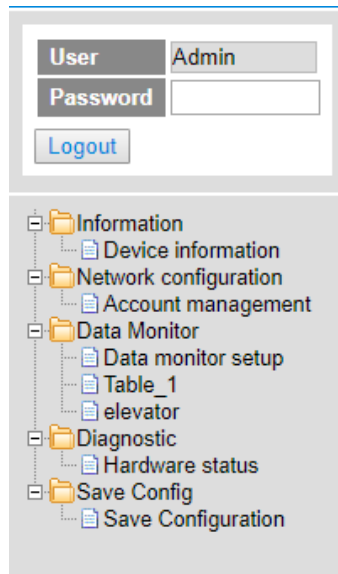 User Admin
Password
Logout
Information
Device information
Network configuration
Account management
Data Monitor
Data monitor setup
Table_1
elevator
Diagnostic
Hardware status
Save Config
Save Configuration